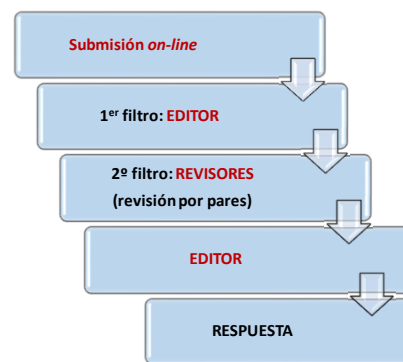 Submisión on-line
1er filtro: EDITOR
2º filtro: REVISORES
(revisión por pares)
EDITOR
RESPUESTA